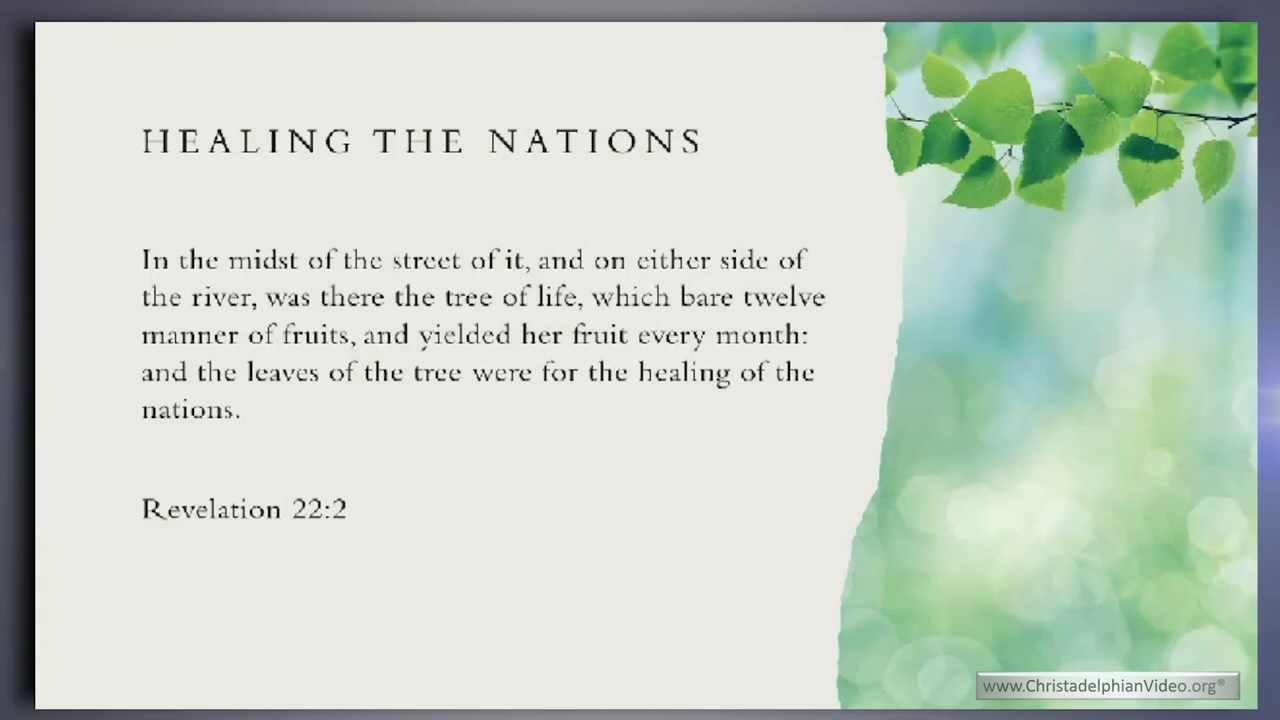 HEALING THE NATIONS
In the midst of the street of it, and on either side of
the river, was there the tree of life, which bare twelve
manner of fruits, and yielded her fruit every month:
and the leaves of the tree were for the healing of the
nations.
Revelation 22:2
www.ChristadelphianVideo.org®